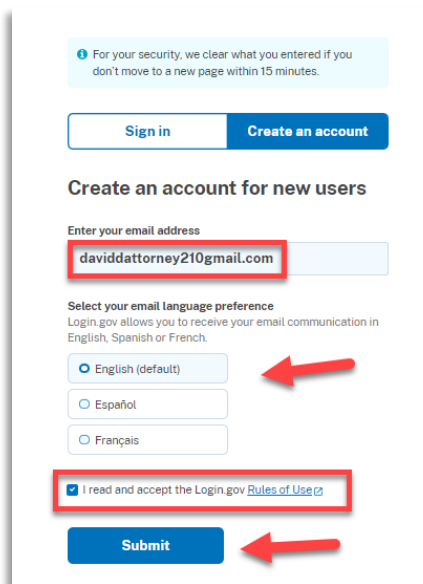 For your security, we clear what you entered if you
don't move to a new page within 15 minutes.
Sign in
Create an account
Create an account for new users
Enter your email address
daviddattorney210gmail.com
Select your email language preference
Login.gov allows you to receive your email communication in
English, Spanish or French.
English (default)
Español
Français
I read and accept the Login.gov Rules of Use
Submit